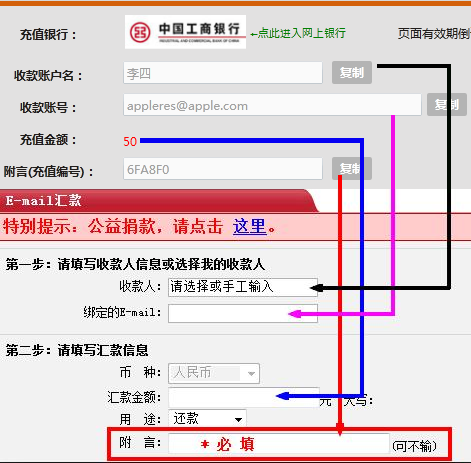 充值银行： 中国工商银行 ←点此进入网上银行 页面有效期倒
INDUSTRIAL AND COMMERCIAL BANK OF CHINA
收款账户名： 李四 复制
收款账号： appleres@apple.com 复制
充值金额： 50
附言(充值编号)： 6FA8F0 复制
E-mail汇款
特别提示：公益捐款，请点击 这里。
第一步：请填写收款人信息或选择我的收款人
收款人： 请选择或手工输入
绑定的E-mail：
第二步：请填写汇款信息
币 种： 人民币
汇款金额： 元 大写：
用 途： 还款
附 言： * 必 填 (可不输)